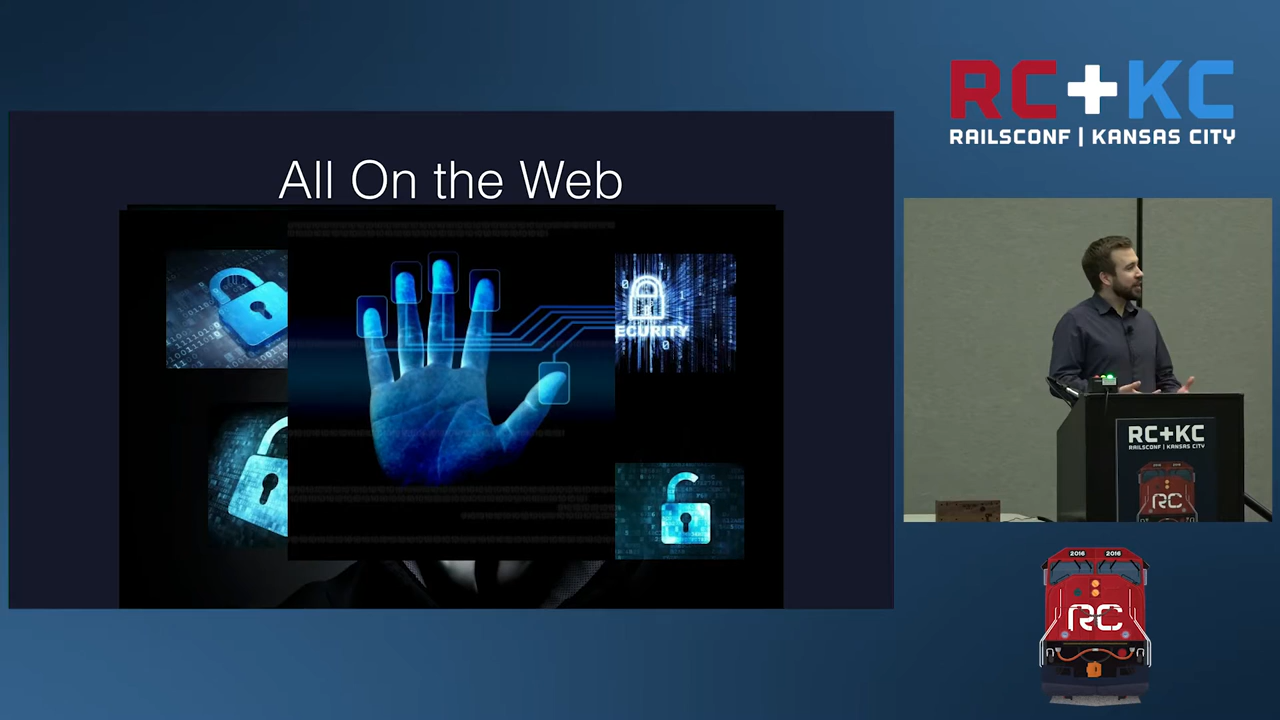 All On the Web
ECURITY
RC+KC
RAILSCONF | KANSAS CITY
RC+KC
RAILSCONF | KANSAS CITY
RC
2016 2016
RC